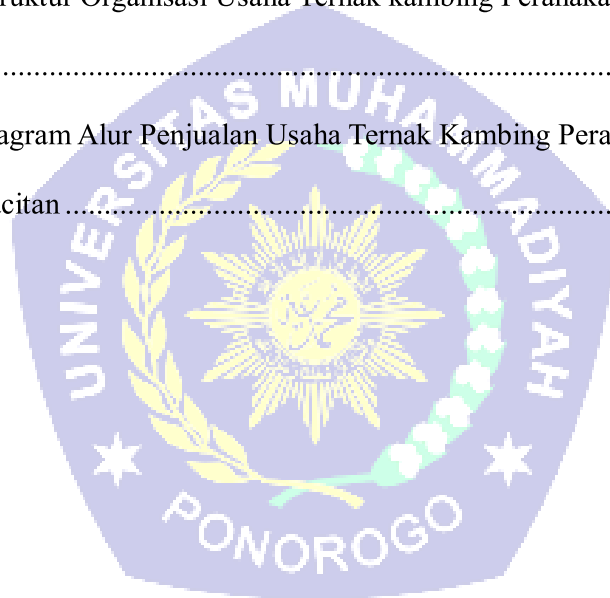 ruktur Organisasi Usaha Ternak kambing Peranaka
................................................................................
agram Alur Penjualan Usaha Ternak Kambing Pera
citan ........................................................................
UNIVERSITAS MUHAMMADIYAH
PONOROGO